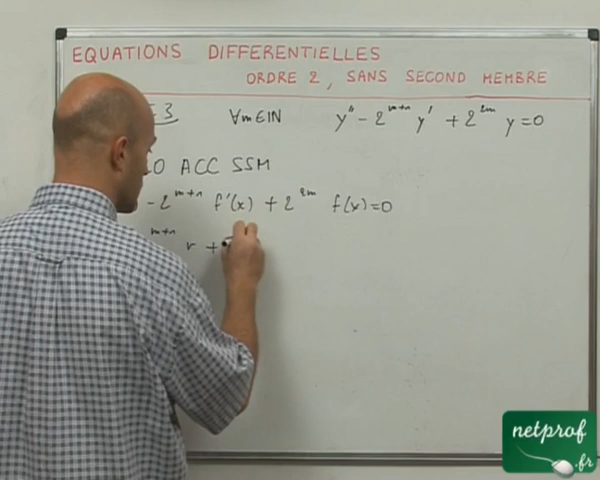 EQUATIONS DIFFERENTIELLES
ORDRE 2, SANS SECOND MEMBRE
3 ∀m∈IN y'' - 2^{m+1} y' + 2^{2m} y = 0
ACC SSM
- 2^{m+1} f'(x) + 2^{2m} f(x) = 0
^{m+1} r +
netprof
.fr